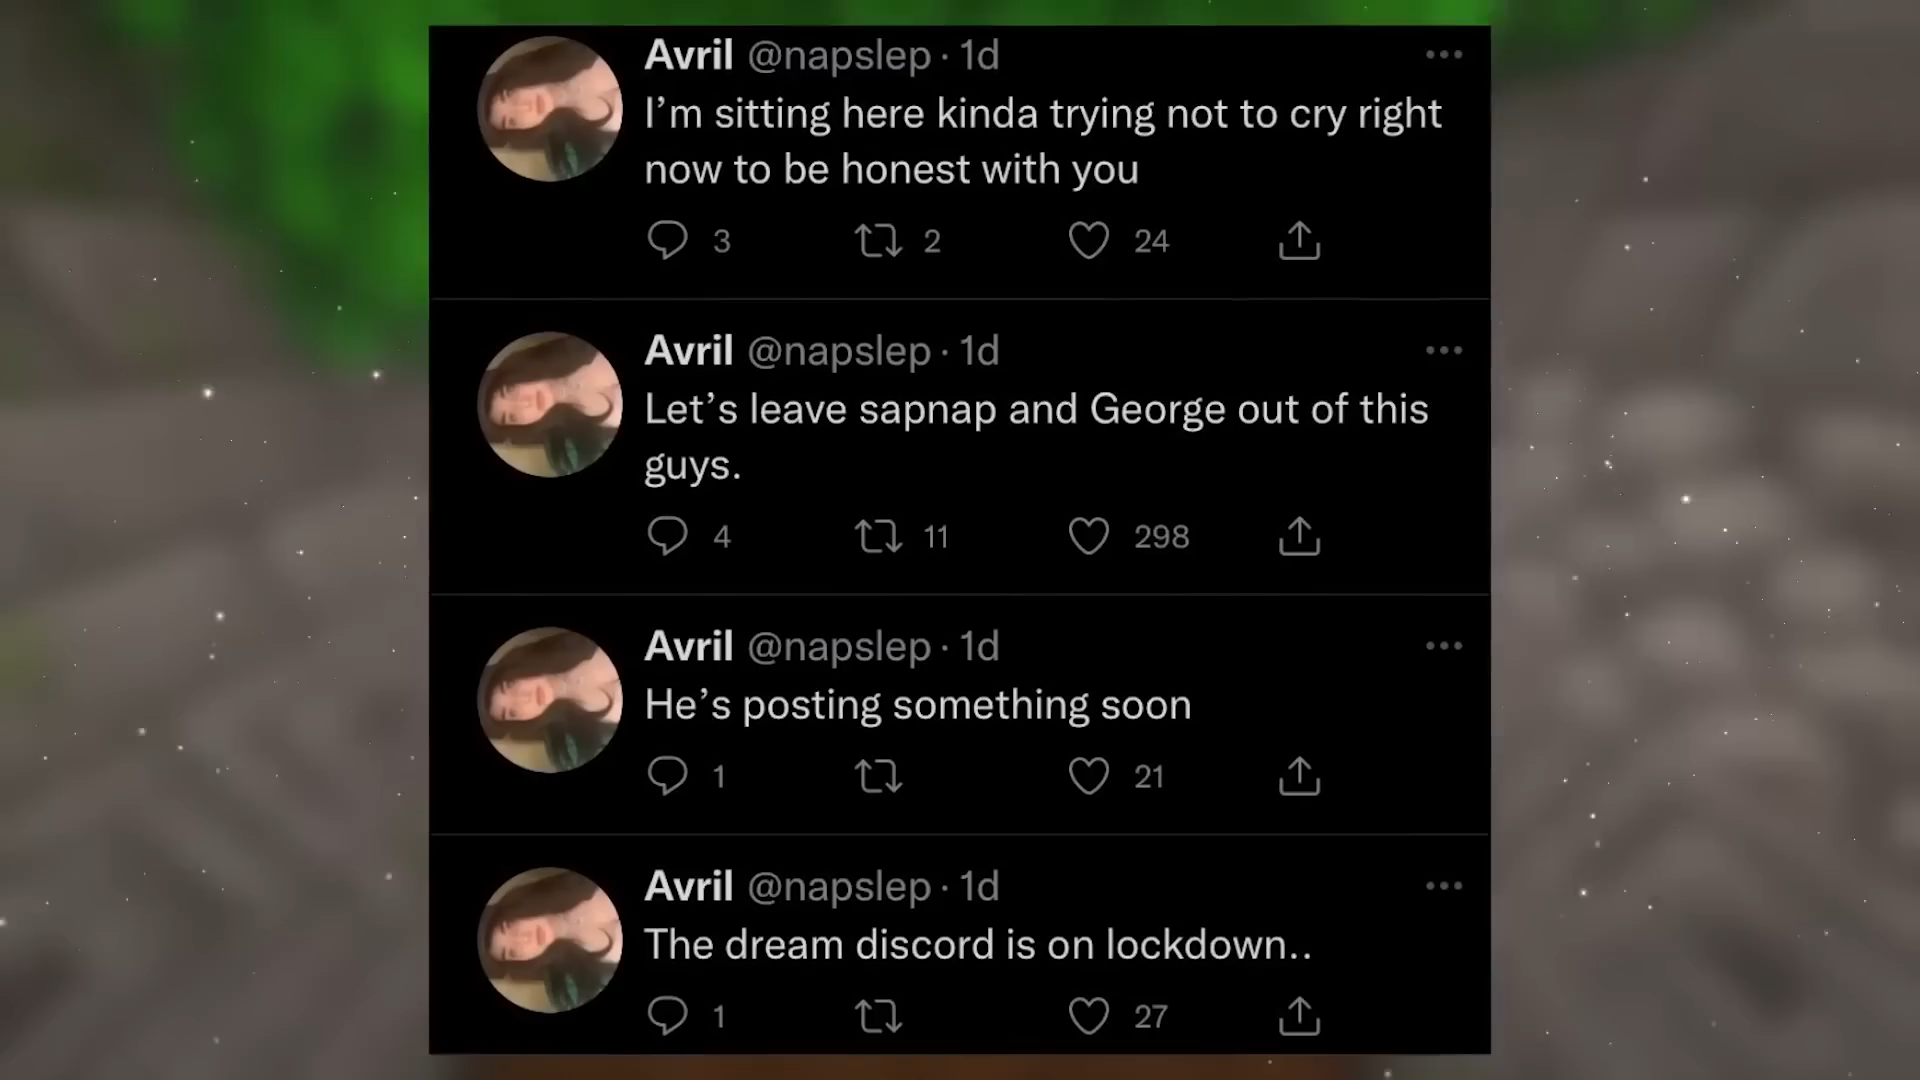 Avril @napslep · 1d
I’m sitting here kinda trying not to cry right
now to be honest with you
3 2 24
Avril @napslep · 1d
Let’s leave sapnap and George out of this
guys.
4 11 298
Avril @napslep · 1d
He’s posting something soon
1 21
Avril @napslep · 1d
The dream discord is on lockdown..
1 27